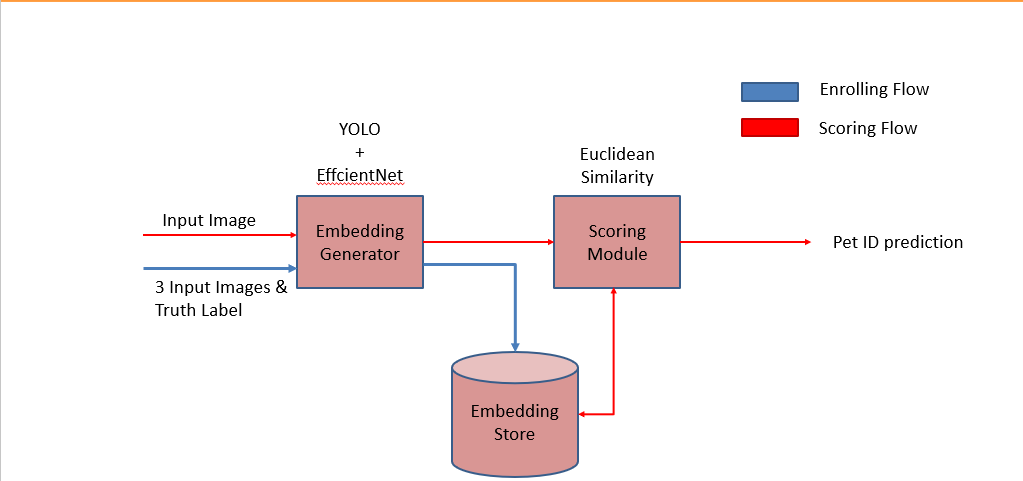 Enrolling Flow
Scoring Flow
YOLO
+
EffcientNet
Euclidean
Similarity
Input Image
Embedding
Generator
Scoring
Module
Pet ID prediction
3 Input Images &
Truth Label
Embedding
Store